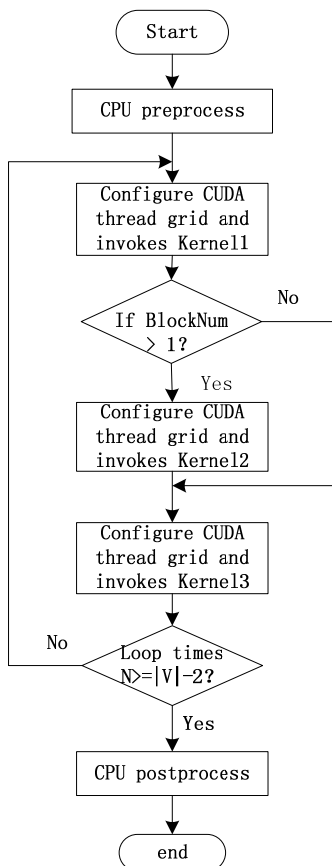 Start
CPU preprocess
Configure CUDA
thread grid and
invokes Kernel1
No
If BlockNum
> 1?
Yes
Configure CUDA
thread grid and
invokes Kernel2
Configure CUDA
thread grid and
invokes Kernel3
No
Loop times
N>=|V|-2?
Yes
CPU postprocess
end